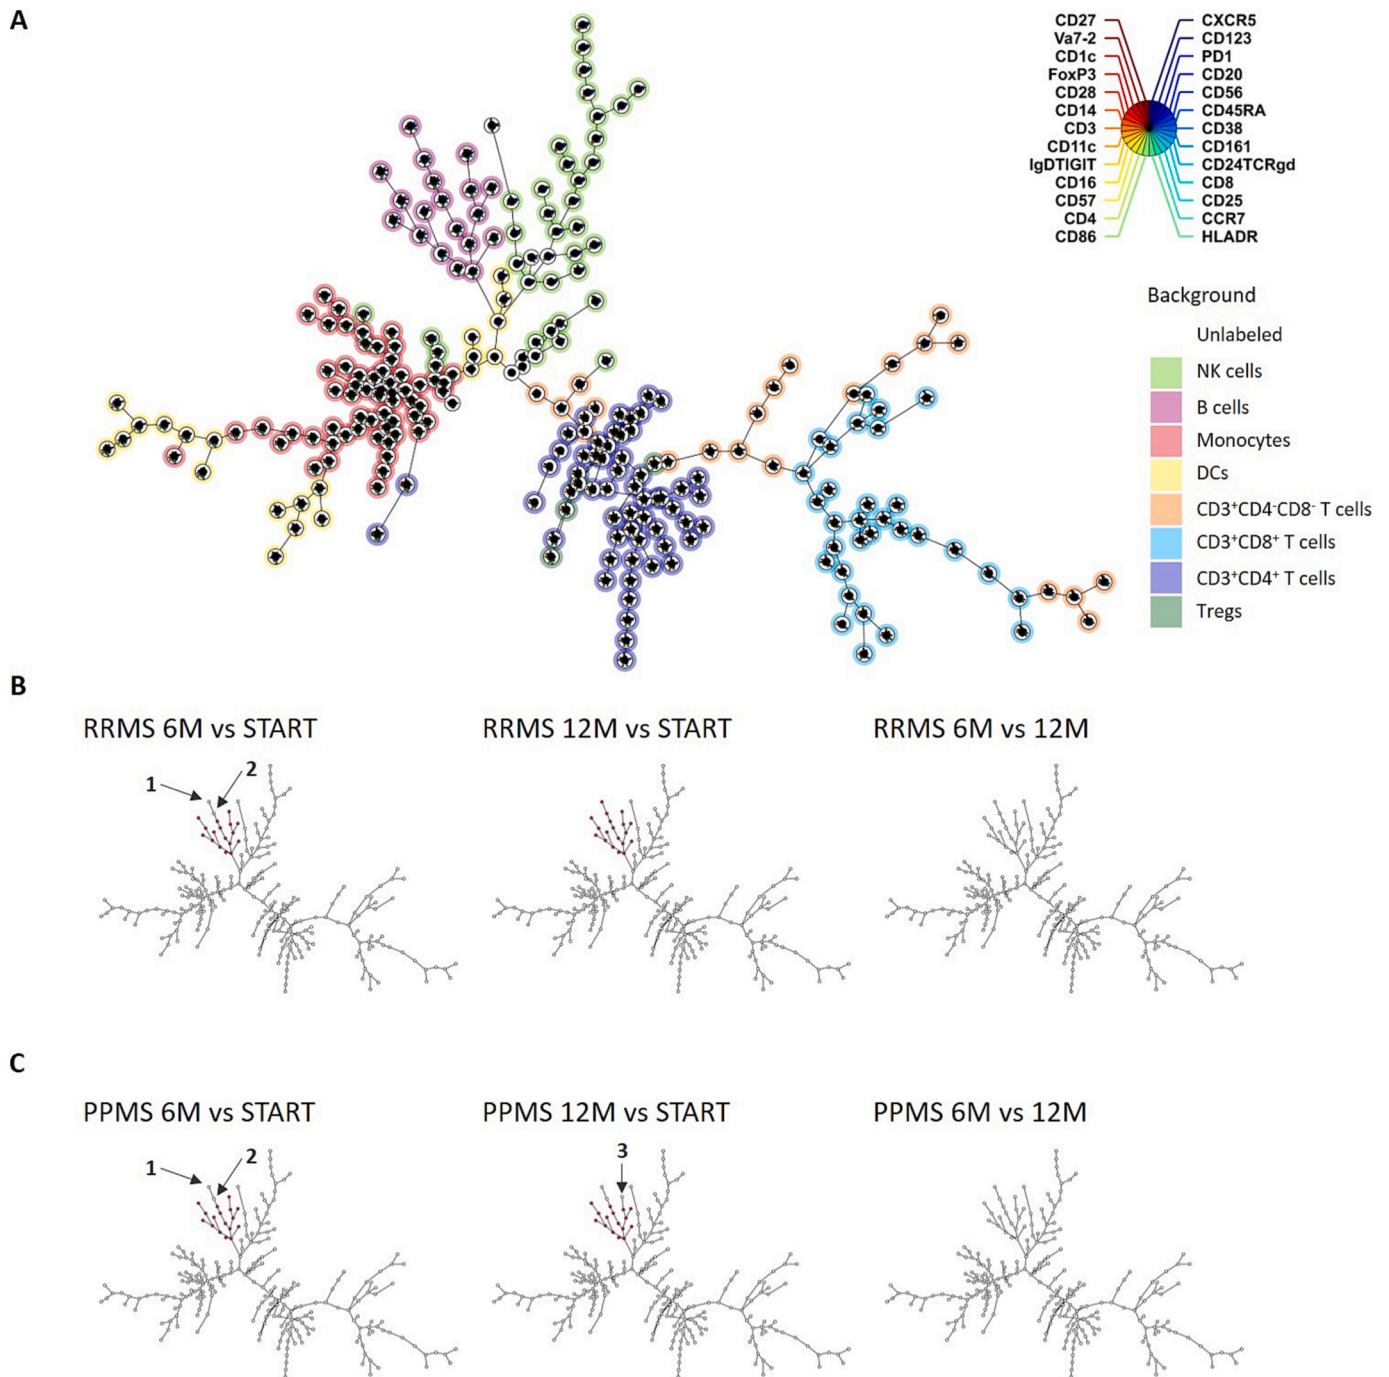 A
CD27 CXCR5
Va7-2 CD123
CD1c PD1
FoxP3 CD20
CD28 CD56
CD14 CD45RA
CD3 CD38
CD11c CD161
IgDTIGIT CD24TCRgd
CD16 CD8
CD57 CD25
CD4 CCR7
CD86 HLADR
Background
Unlabeled
NK cells
B cells
Monocytes
DCs
CD3⁺CD4⁻CD8⁻ T cells
CD3⁺CD8⁺ T cells
CD3⁺CD4⁺ T cells
Tregs
B
RRMS 6M vs START RRMS 12M vs START RRMS 6M vs 12M
1 2
C
PPMS 6M vs START PPMS 12M vs START PPMS 6M vs 12M
1 2 3